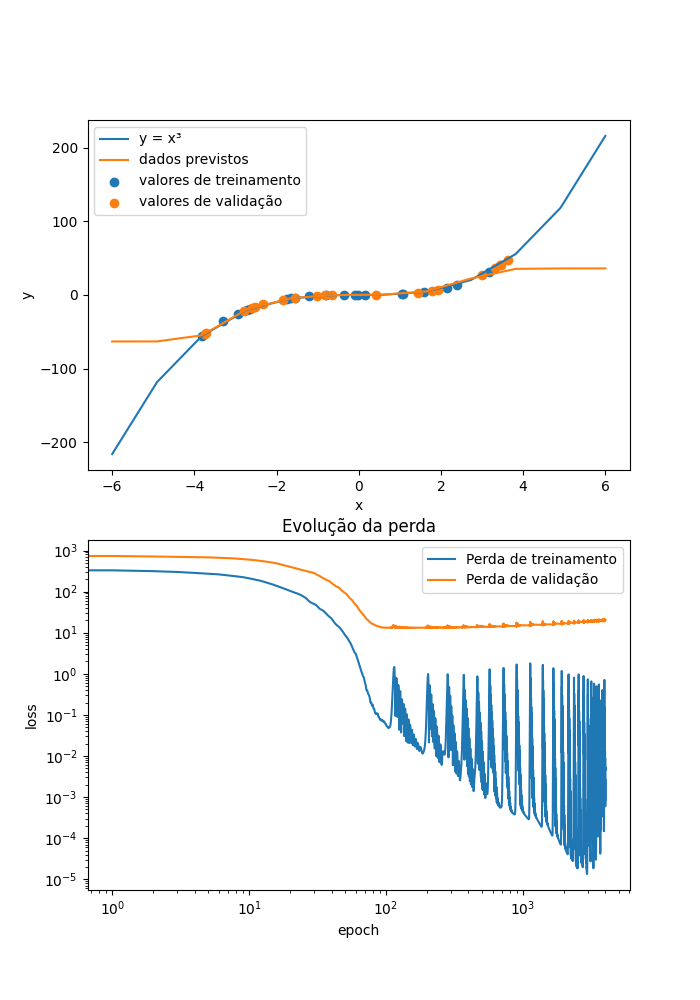 y = x³
dados previstos
valores de treinamento
valores de validação
200
100
0
−100
−200
y
−6 −4 −2 0 2 4 6
x
Evolução da perda
Perda de treinamento
Perda de validação
10³
10²
10¹
10⁰
10⁻¹
10⁻²
10⁻³
10⁻⁴
10⁻⁵
loss
10⁰ 10¹ 10² 10³
epoch